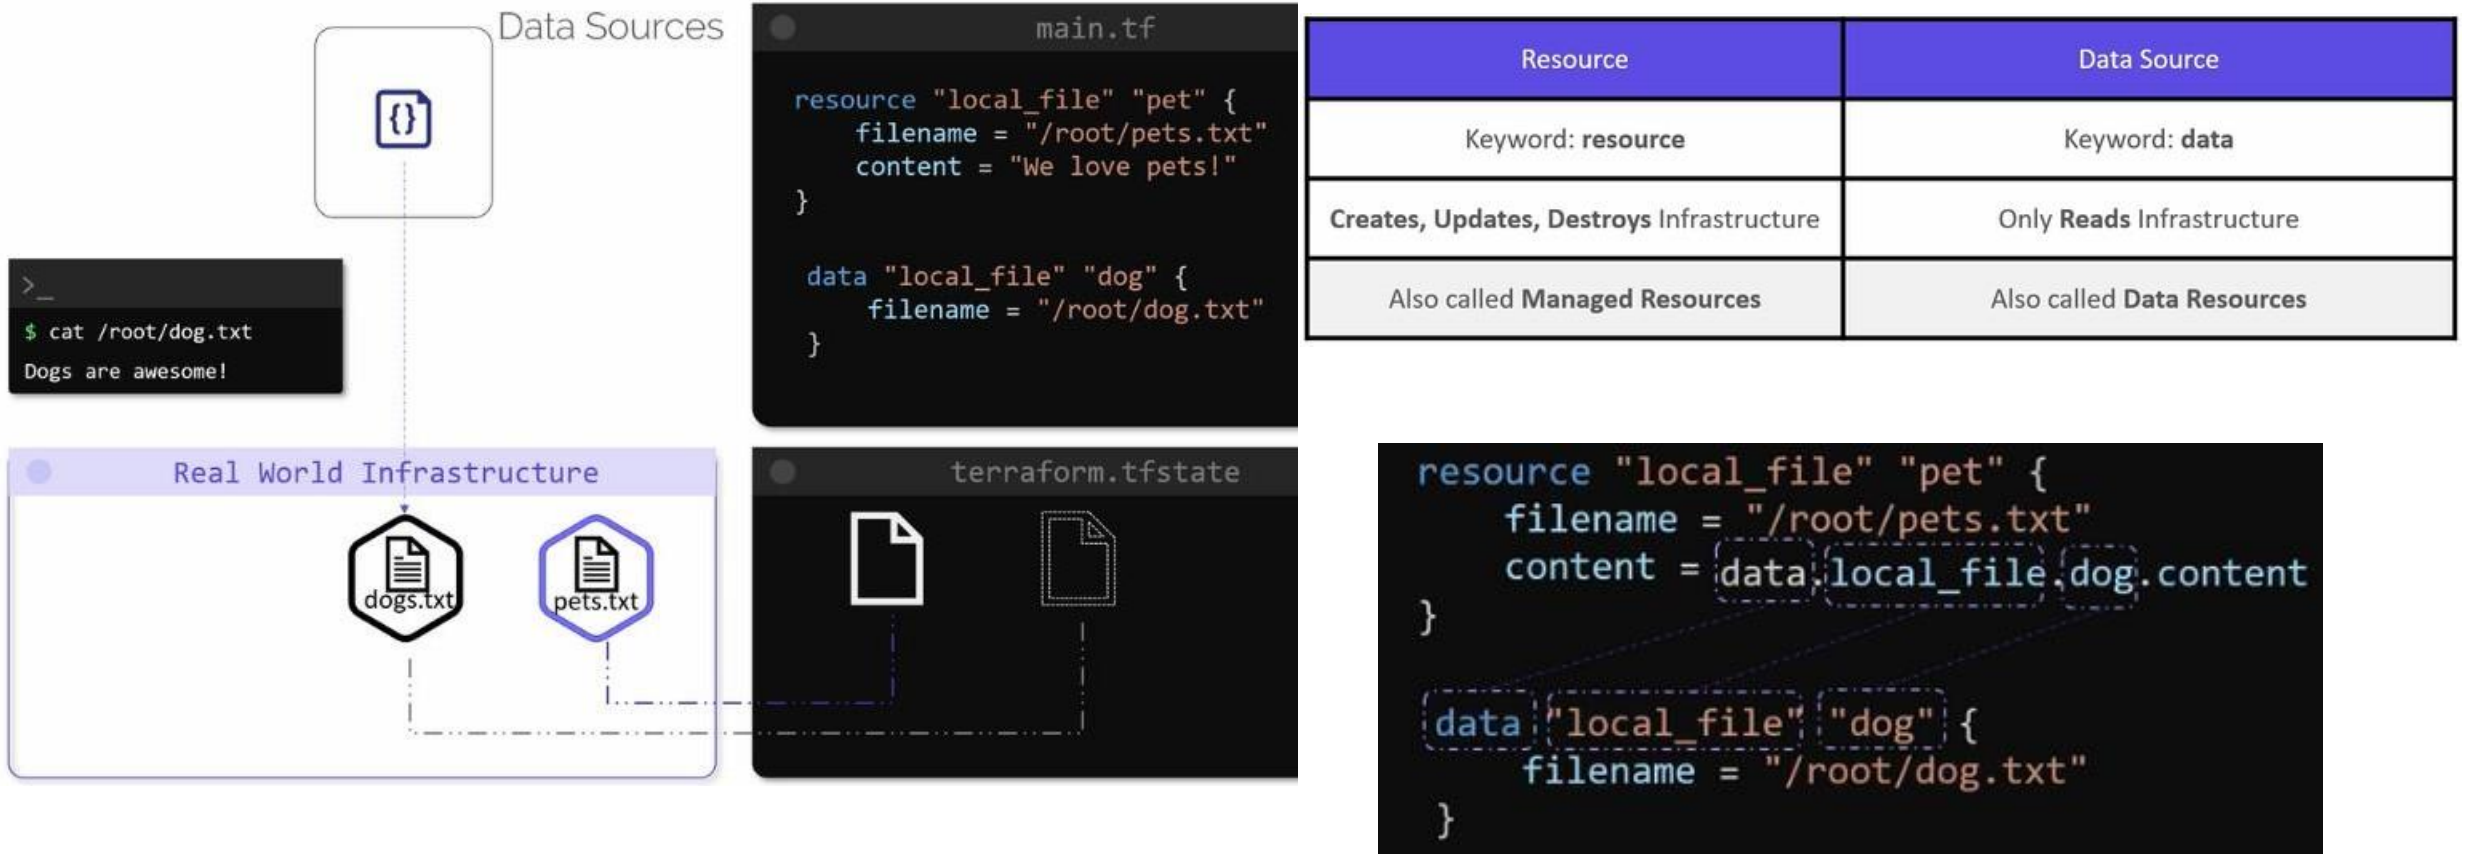 Data Sources
>_
$ cat /root/dog.txt
Dogs are awesome!
main.tf
resource "local_file" "pet" {
filename = "/root/pets.txt"
content = "We love pets!"
}
data "local_file" "dog" {
filename = "/root/dog.txt"
}
Real World Infrastructure
dogs.txt
pets.txt
terraform.tfstate
Resource
Data Source
Keyword: resource
Keyword: data
Creates, Updates, Destroys Infrastructure
Only Reads Infrastructure
Also called Managed Resources
Also called Data Resources
resource "local_file" "pet" {
filename = "/root/pets.txt"
content = data.local_file.dog.content
}
data "local_file" "dog" {
filename = "/root/dog.txt"
}